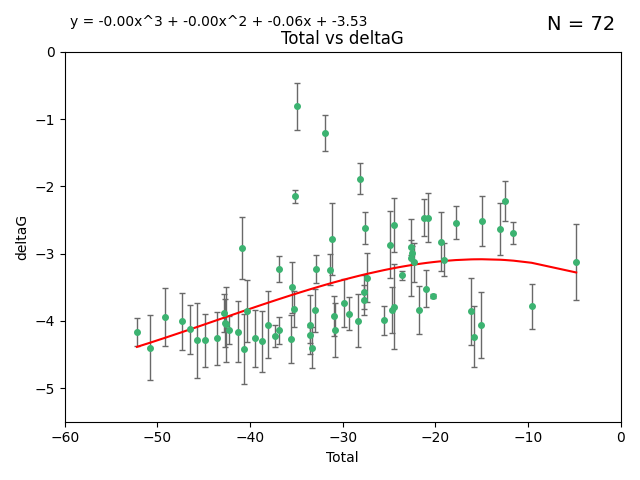 y = -0.00x^3 + -0.00x^2 + -0.06x + -3.53
N = 72
Total vs deltaG
0
−1
−2
−3
−4
−5
deltaG
−60 −50 −40 −30 −20 −10 0
Total